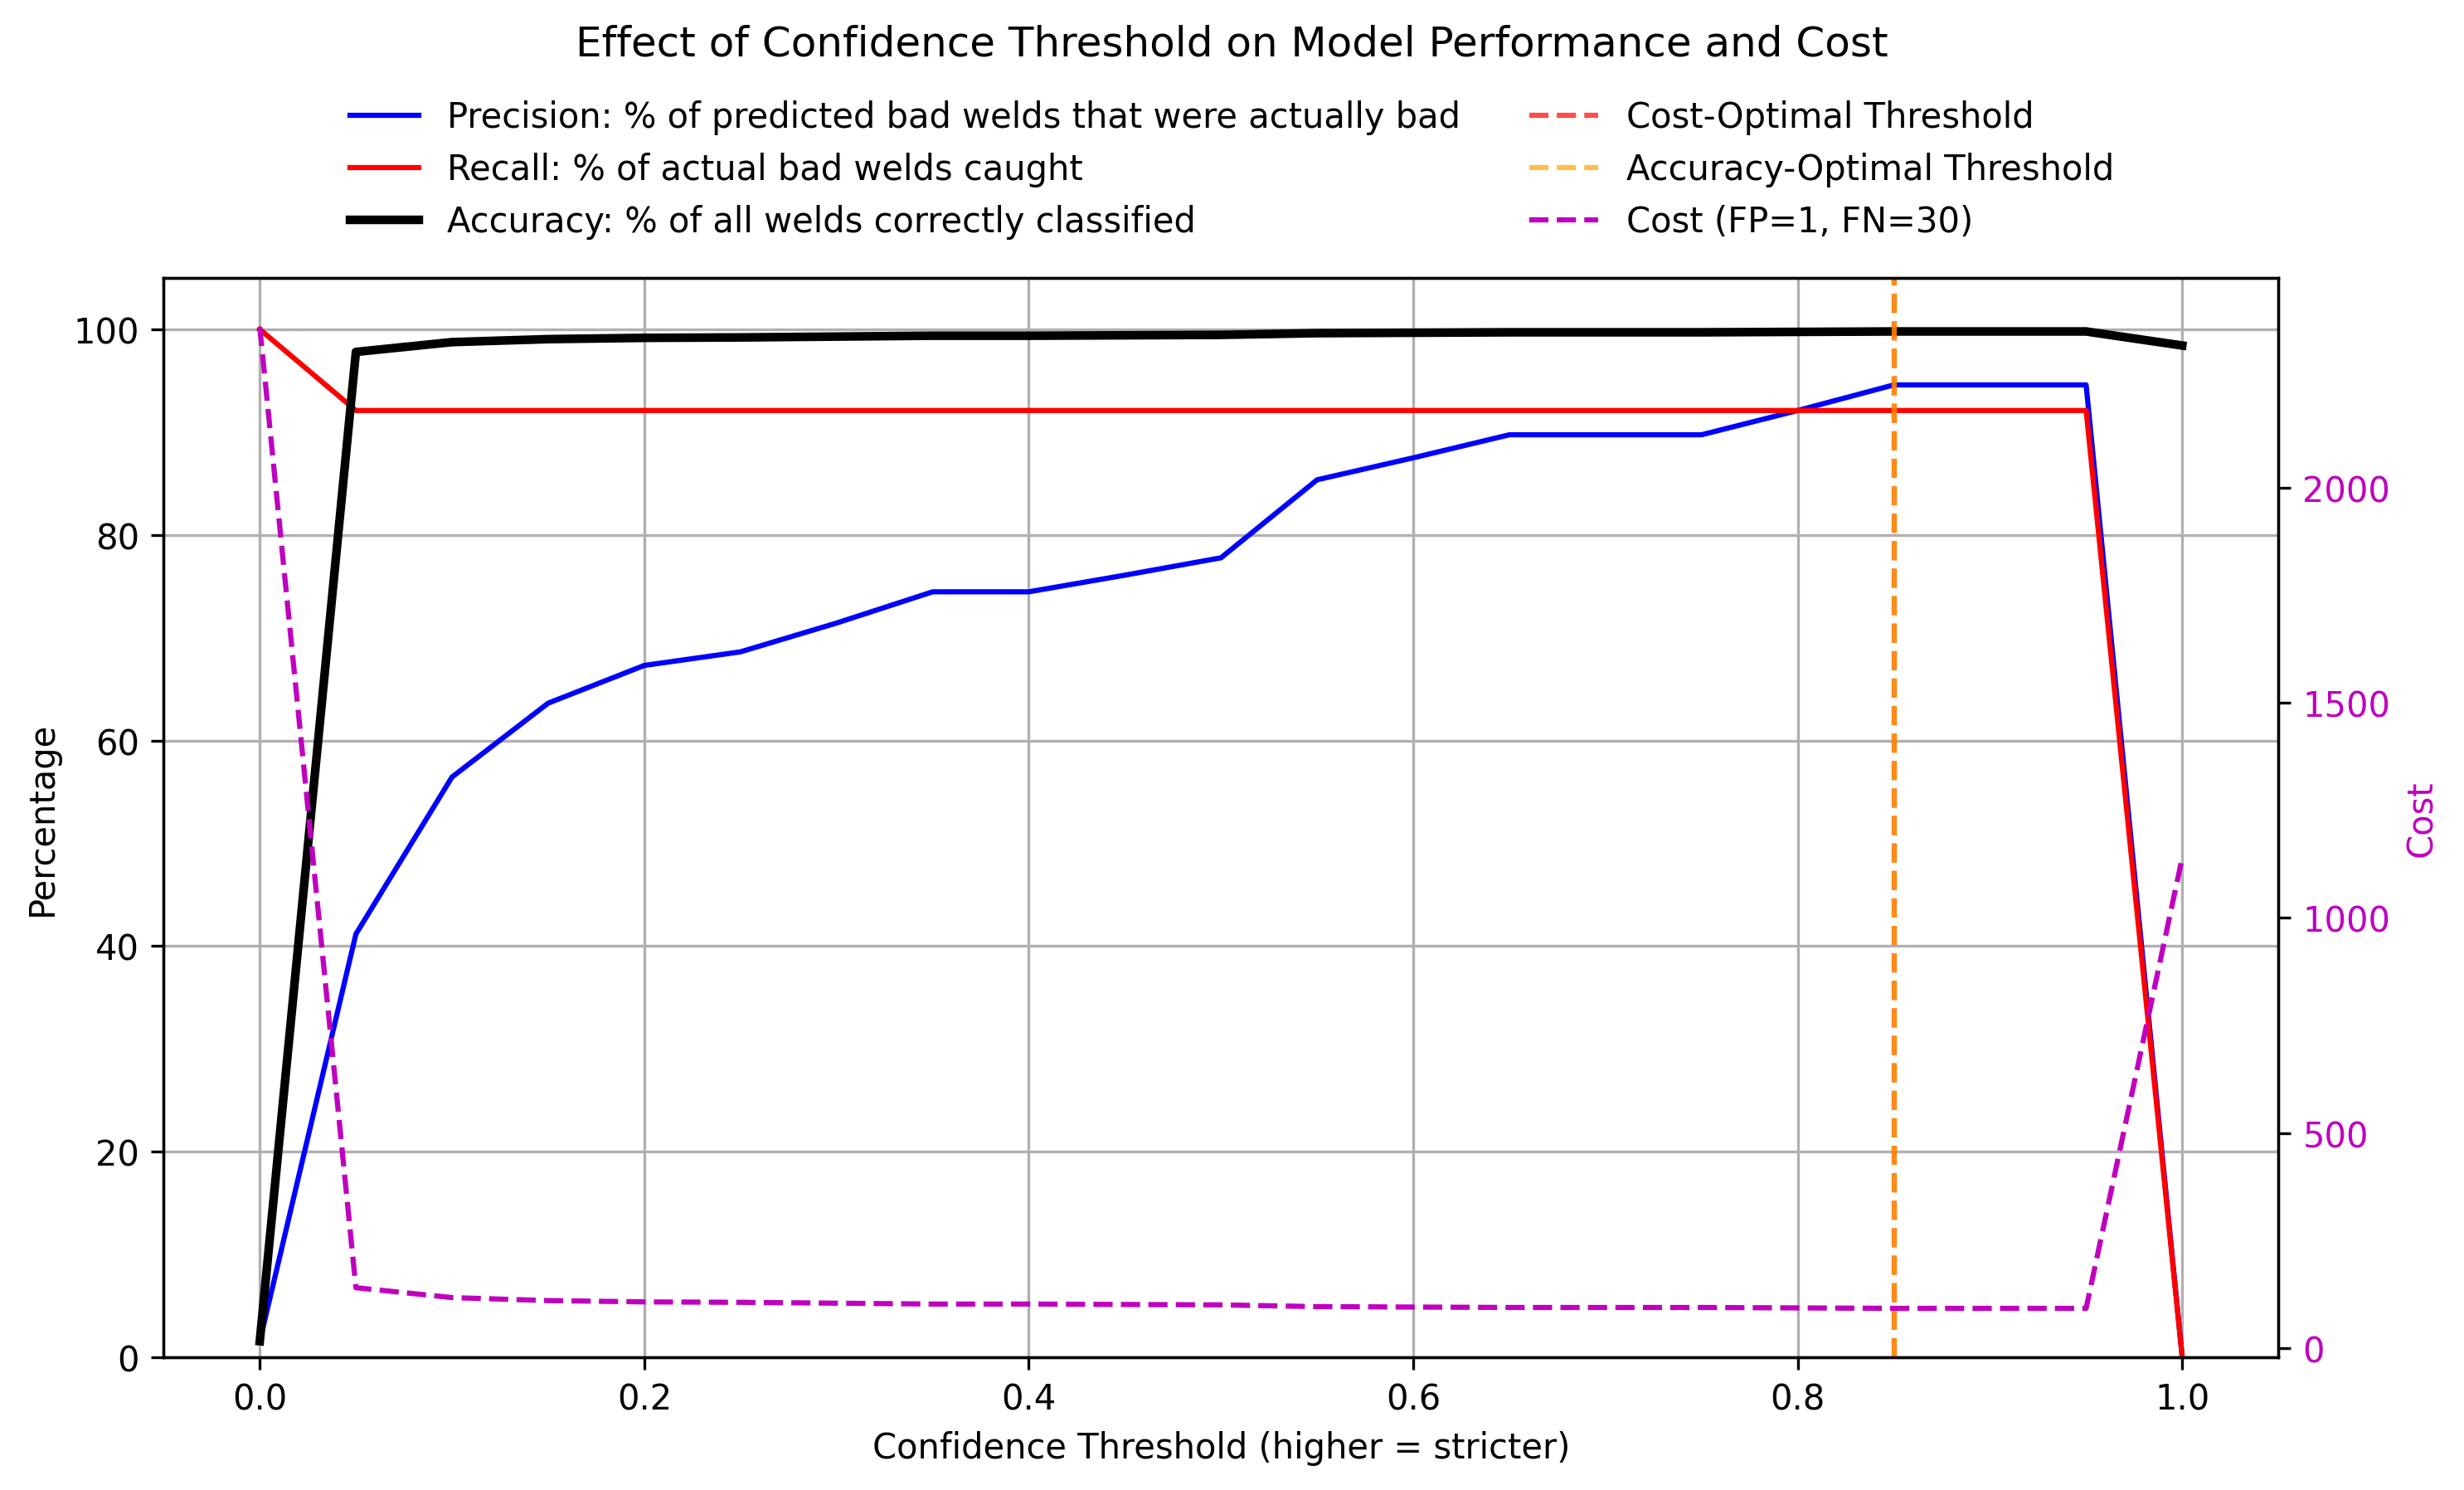 Effect of Confidence Threshold on Model Performance and Cost
Precision: % of predicted bad welds that were actually bad
Recall: % of actual bad welds caught
Accuracy: % of all welds correctly classified
Cost-Optimal Threshold
Accuracy-Optimal Threshold
Cost (FP=1, FN=30)
Percentage
100
80
60
40
20
0
Cost
2000
1500
1000
500
0
0.0
0.2
0.4
0.6
0.8
1.0
Confidence Threshold (higher = stricter)